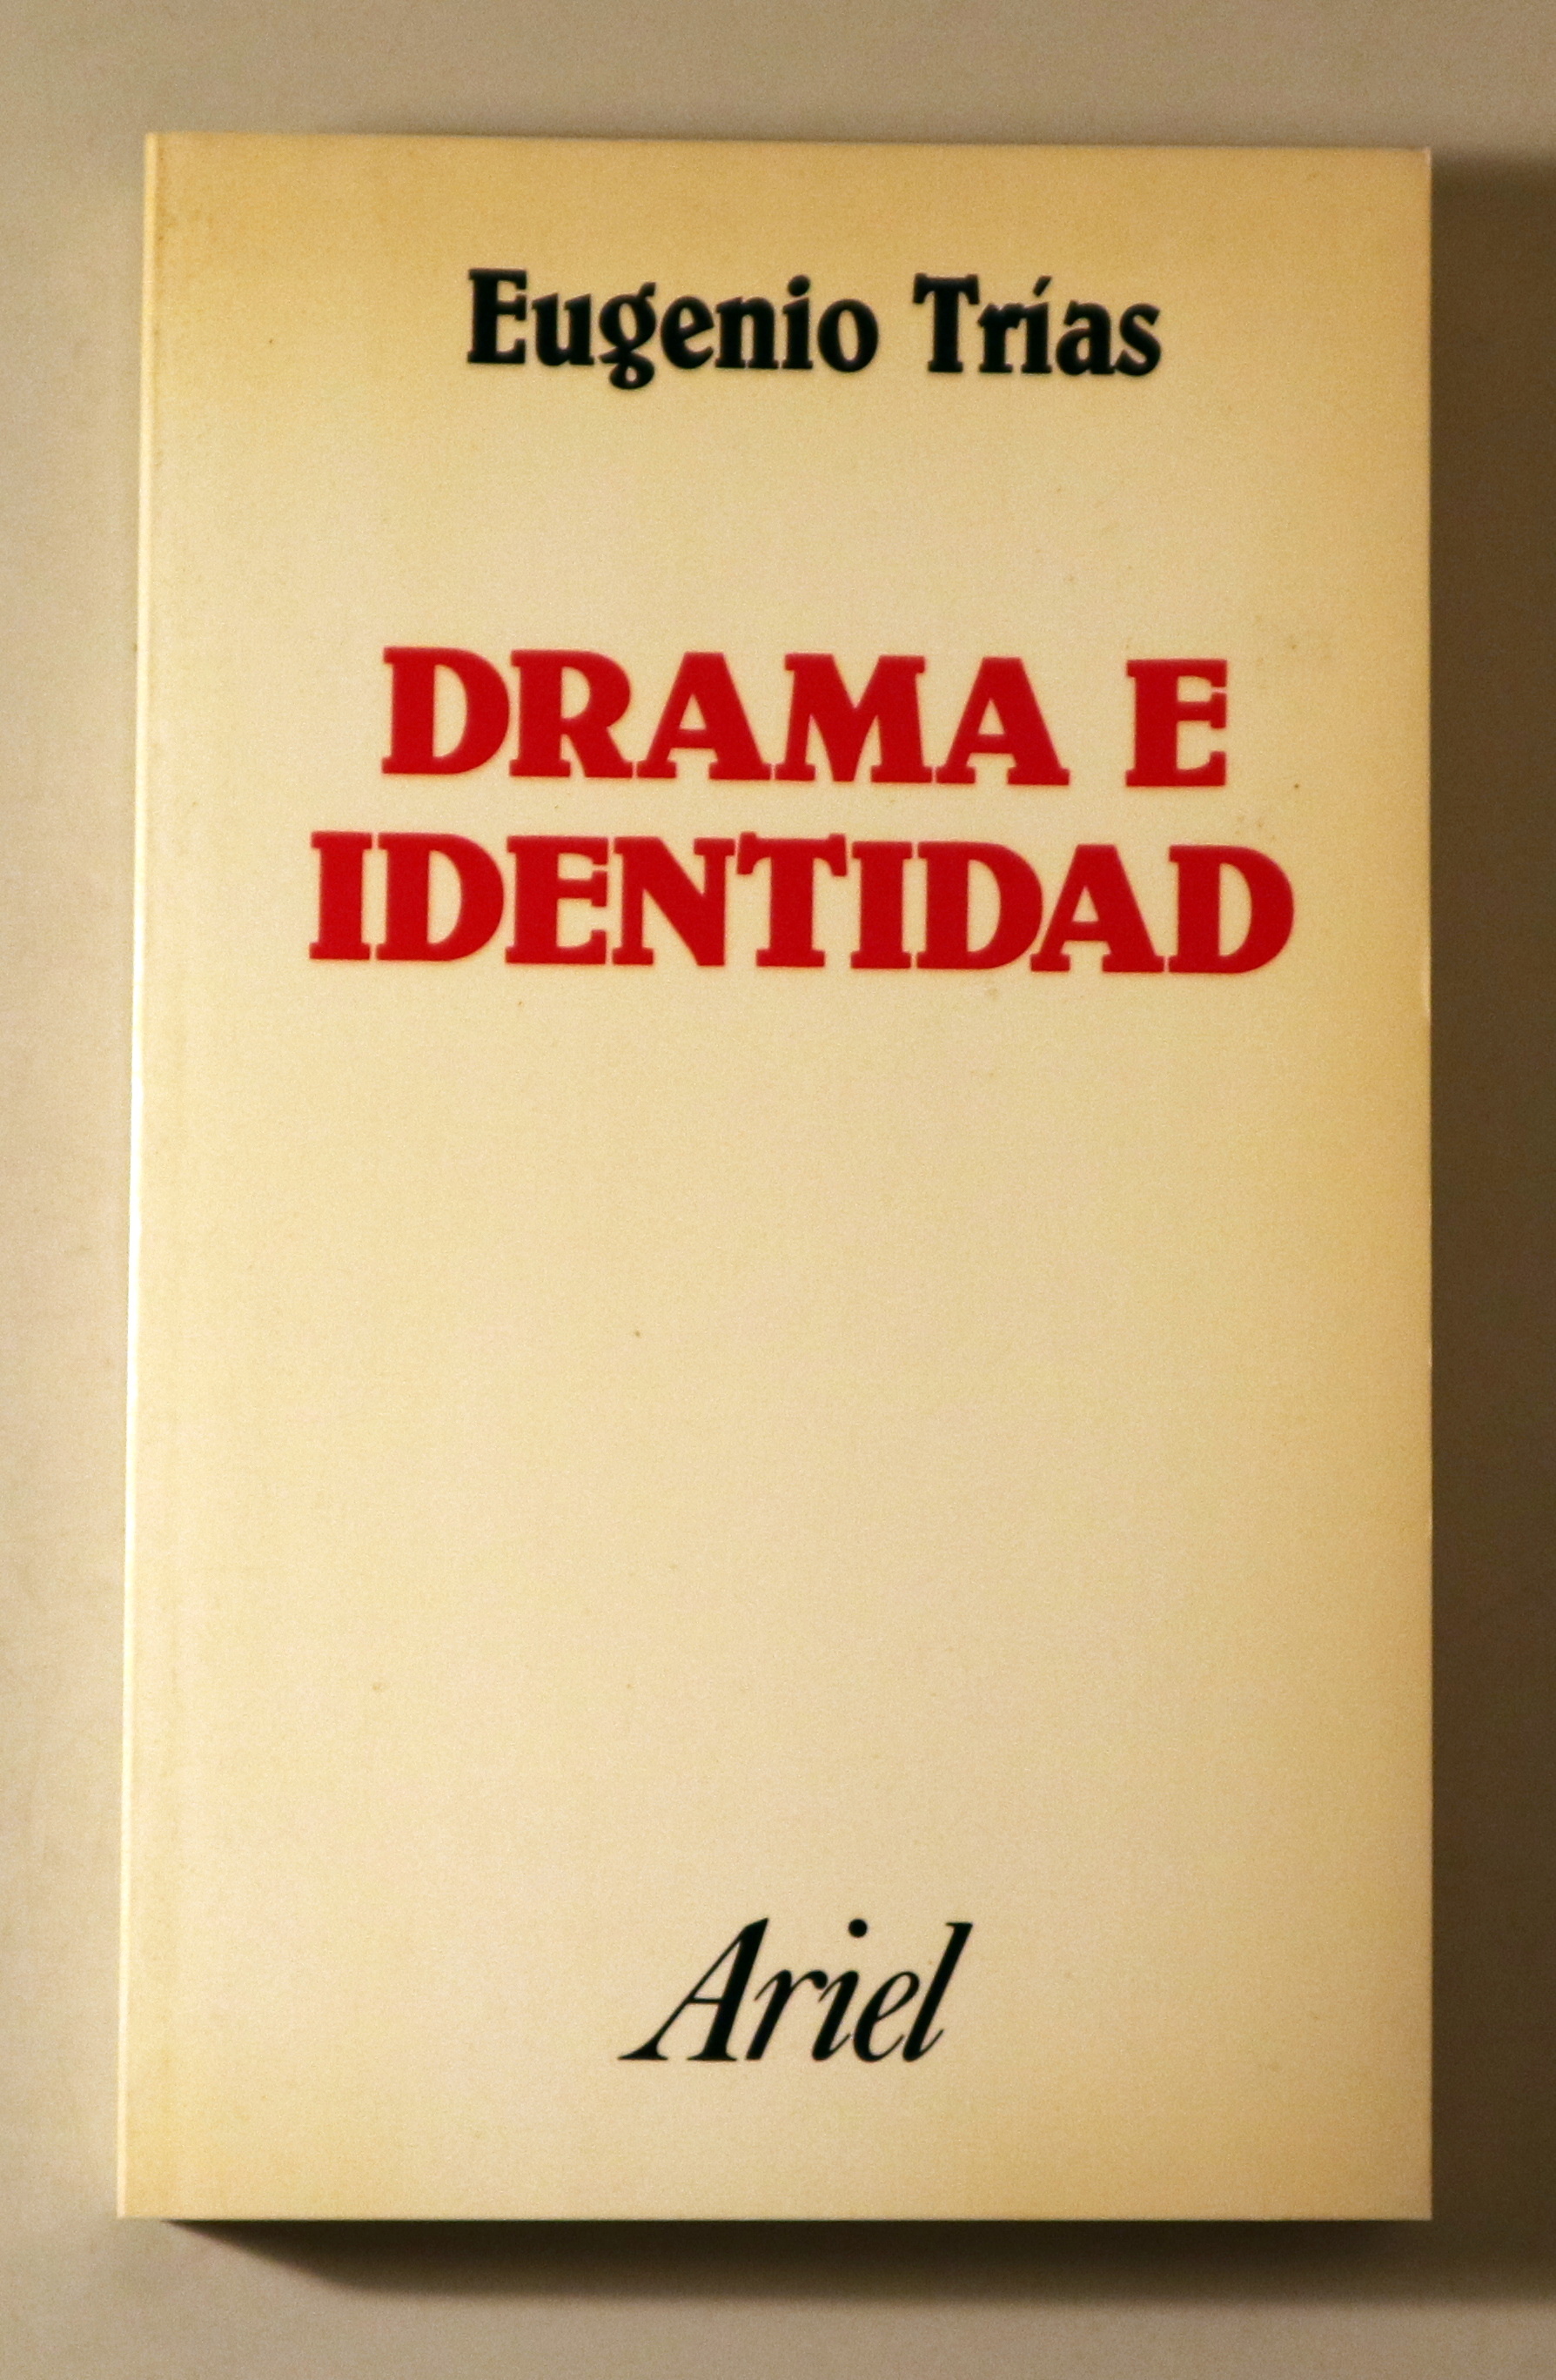 Eugenio Trías
DRAMA E
IDENTIDAD
Ariel